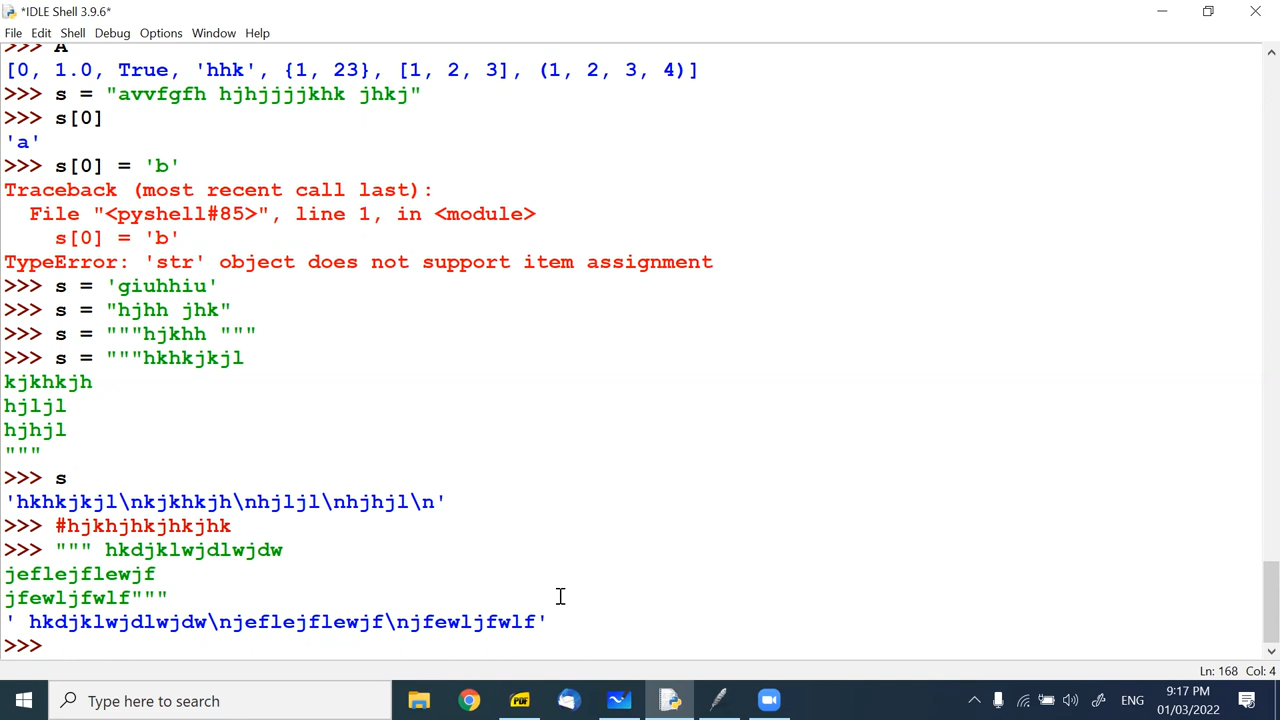 *IDLE Shell 3.9.6*
File Edit Shell Debug Options Window Help
>>> A
[0, 1.0, True, 'hhk', {1, 23}, [1, 2, 3], (1, 2, 3, 4)]
>>> s = "avvfgfh hjhjjjjkhk jhkj"
>>> s[0]
'a'
>>> s[0] = 'b'
Traceback (most recent call last):
  File "<pyshell#85>", line 1, in <module>
    s[0] = 'b'
TypeError: 'str' object does not support item assignment
>>> s = 'giuhhiu'
>>> s = "hjhh jhk"
>>> s = """hjkhh """
>>> s = """hkhkjkjl
kjkhkjh
hjljl
hjhjl
"""
>>> s
'hkhkjkjl\nkjkhkjh\nhjljl\nhjhjl\n'
>>> #hjkhjhkjhkjhk
>>> """ hkdjklwjdlwjdw
jeflejflewjf
jfewljfwlf"""
' hkdjklwjdlwjdw\njeflejflewjf\njfewljfwlf'
>>>
Ln: 168 Col: 4
Type here to search
PDF
ENG
9:17 PM
01/03/2022